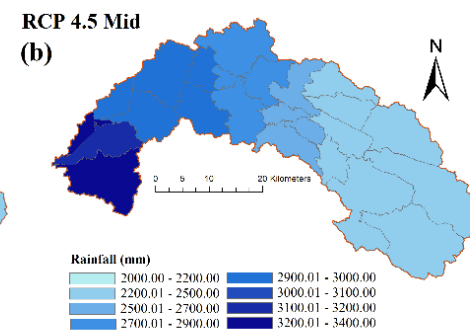 RCP 4.5 Mid
(b)
N
0 5 10 20 Kilometers
Rainfall (mm)
2000.00 - 2200.00 2900.01 - 3000.00
2200.01 - 2500.00 3000.01 - 3100.00
2500.01 - 2700.00 3100.01 - 3200.00
2700.01 - 2900.00 3200.01 - 3400.00